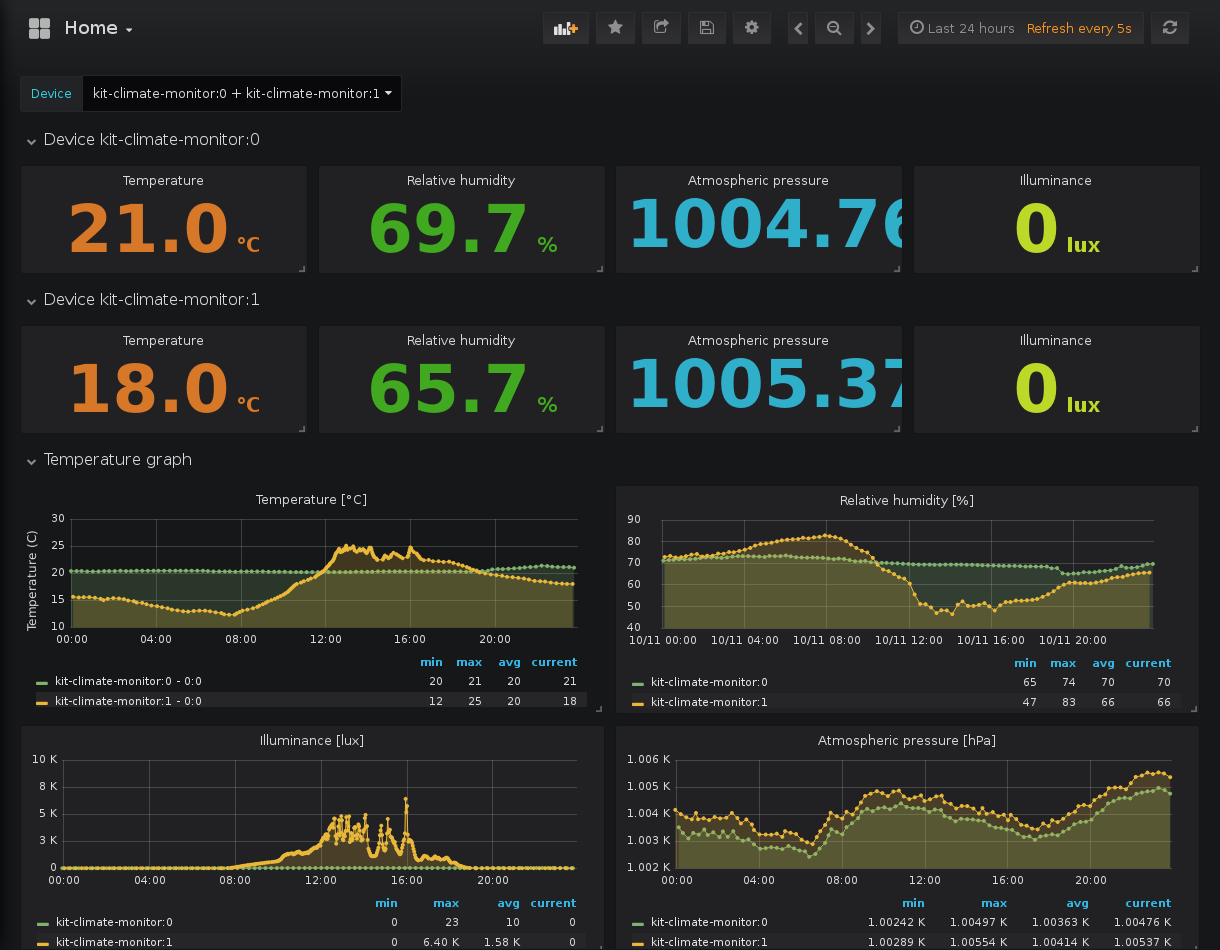 Home
Last 24 hours Refresh every 5s
Device kit-climate-monitor:0 + kit-climate-monitor:1
Device kit-climate-monitor:0
Temperature Relative humidity Atmospheric pressure Illuminance
21.0 °C 69.7 % 1004.76 0 lux
Device kit-climate-monitor:1
Temperature Relative humidity Atmospheric pressure Illuminance
18.0 °C 65.7 % 1005.37 0 lux
Temperature graph
Temperature [°C]
Temperature (C)
30
25
20
15
10
00:00 04:00 08:00 12:00 16:00 20:00
min max avg current
kit-climate-monitor:0 - 0:0 20 21 20 21
kit-climate-monitor:1 - 0:0 12 25 20 18
Relative humidity [%]
90
80
70
60
50
40
10/11 00:00 10/11 04:00 10/11 08:00 10/11 12:00 10/11 16:00 10/11 20:00
min max avg current
kit-climate-monitor:0 65 74 70 70
kit-climate-monitor:1 47 83 66 66
Illuminance [lux]
10 K
8 K
5 K
3 K
0
00:00 04:00 08:00 12:00 16:00 20:00
min max avg current
kit-climate-monitor:0 0 23 10 0
kit-climate-monitor:1 0 6.40 K 1.58 K 0
Atmospheric pressure [hPa]
1.006 K
1.005 K
1.004 K
1.003 K
1.002 K
00:00 04:00 08:00 12:00 16:00 20:00
min max avg current
kit-climate-monitor:0 1.00242 K 1.00497 K 1.00363 K 1.00476 K
kit-climate-monitor:1 1.00289 K 1.00554 K 1.00414 K 1.00537 K